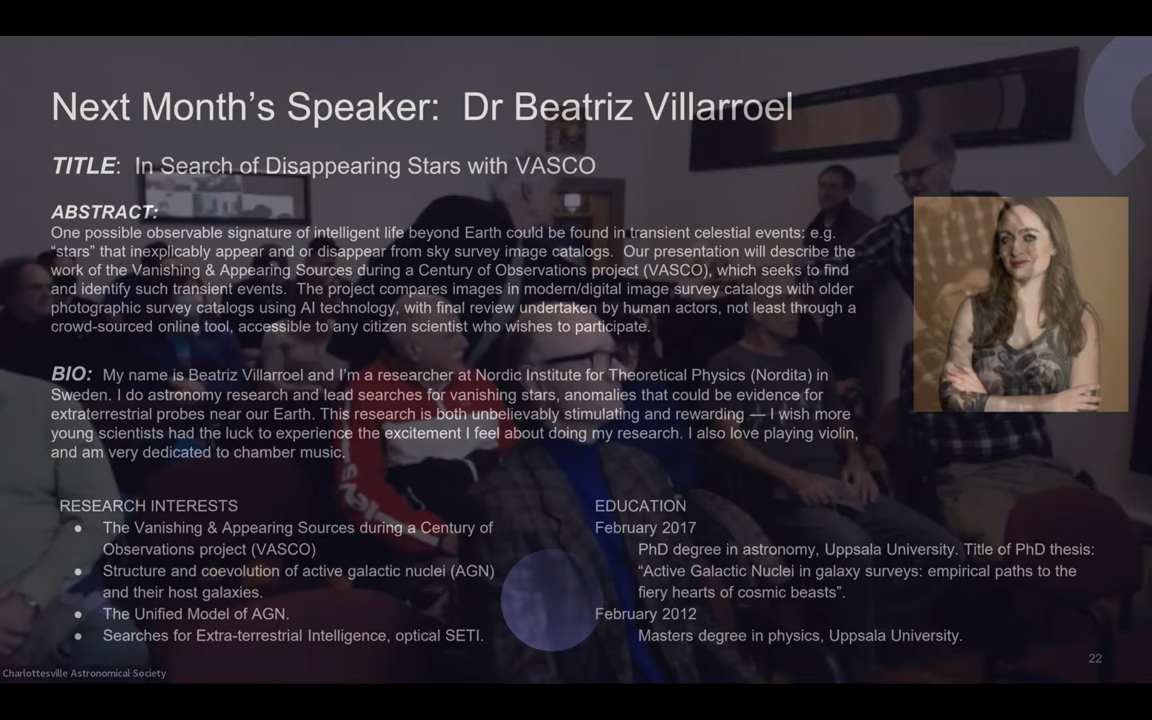 Next Month's Speaker:  Dr Beatriz Villarroel
TITLE:  In Search of Disappearing Stars with VASCO
ABSTRACT:
One possible observable signature of intelligent life beyond Earth could be found in transient celestial events: e.g.
“stars” that inexplicably appear and or disappear from sky survey image catalogs.  Our presentation will describe the
work of the Vanishing & Appearing Sources during a Century of Observations project (VASCO), which seeks to find
and identify such transient events.  The project compares images in modern/digital image survey catalogs with older
photographic survey catalogs using AI technology, with final review undertaken by human actors, not least through a
crowd-sourced online tool, accessible to any citizen scientist who wishes to participate.
BIO:  My name is Beatriz Villarroel and I'm a researcher at Nordic Institute for Theoretical Physics (Nordita) in
Sweden. I do astronomy research and lead searches for vanishing stars, anomalies that could be evidence for
extraterrestrial probes near our Earth. This research is both unbelievably stimulating and rewarding — I wish more
young scientists had the luck to experience the excitement I feel about doing my research. I also love playing violin,
and am very dedicated to chamber music.
RESEARCH INTERESTS
● The Vanishing & Appearing Sources during a Century of
Observations project (VASCO)
● Structure and coevolution of active galactic nuclei (AGN)
and their host galaxies.
● The Unified Model of AGN.
● Searches for Extra-terrestrial Intelligence, optical SETI.
EDUCATION
February 2017
PhD degree in astronomy, Uppsala University. Title of PhD thesis:
“Active Galactic Nuclei in galaxy surveys: empirical paths to the
fiery hearts of cosmic beasts”.
February 2012
Masters degree in physics, Uppsala University.
22
Charlottesville Astronomical Society